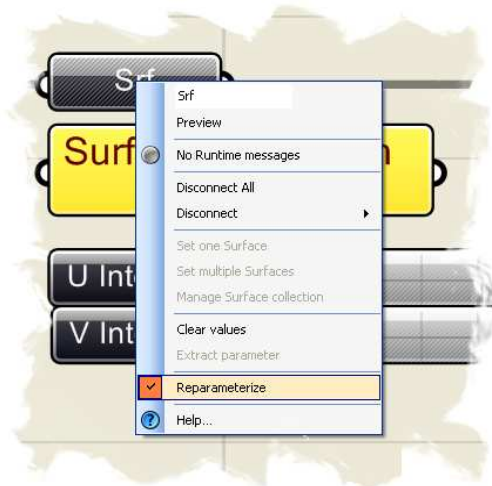 Srf
Srf
Preview
Surf
n
No Runtime messages
Disconnect All
Disconnect
Set one Surface
Set multiple Surfaces
U Int
Manage Surface collection
V Int
Clear values
Extract parameter
Reparameterize
Help...